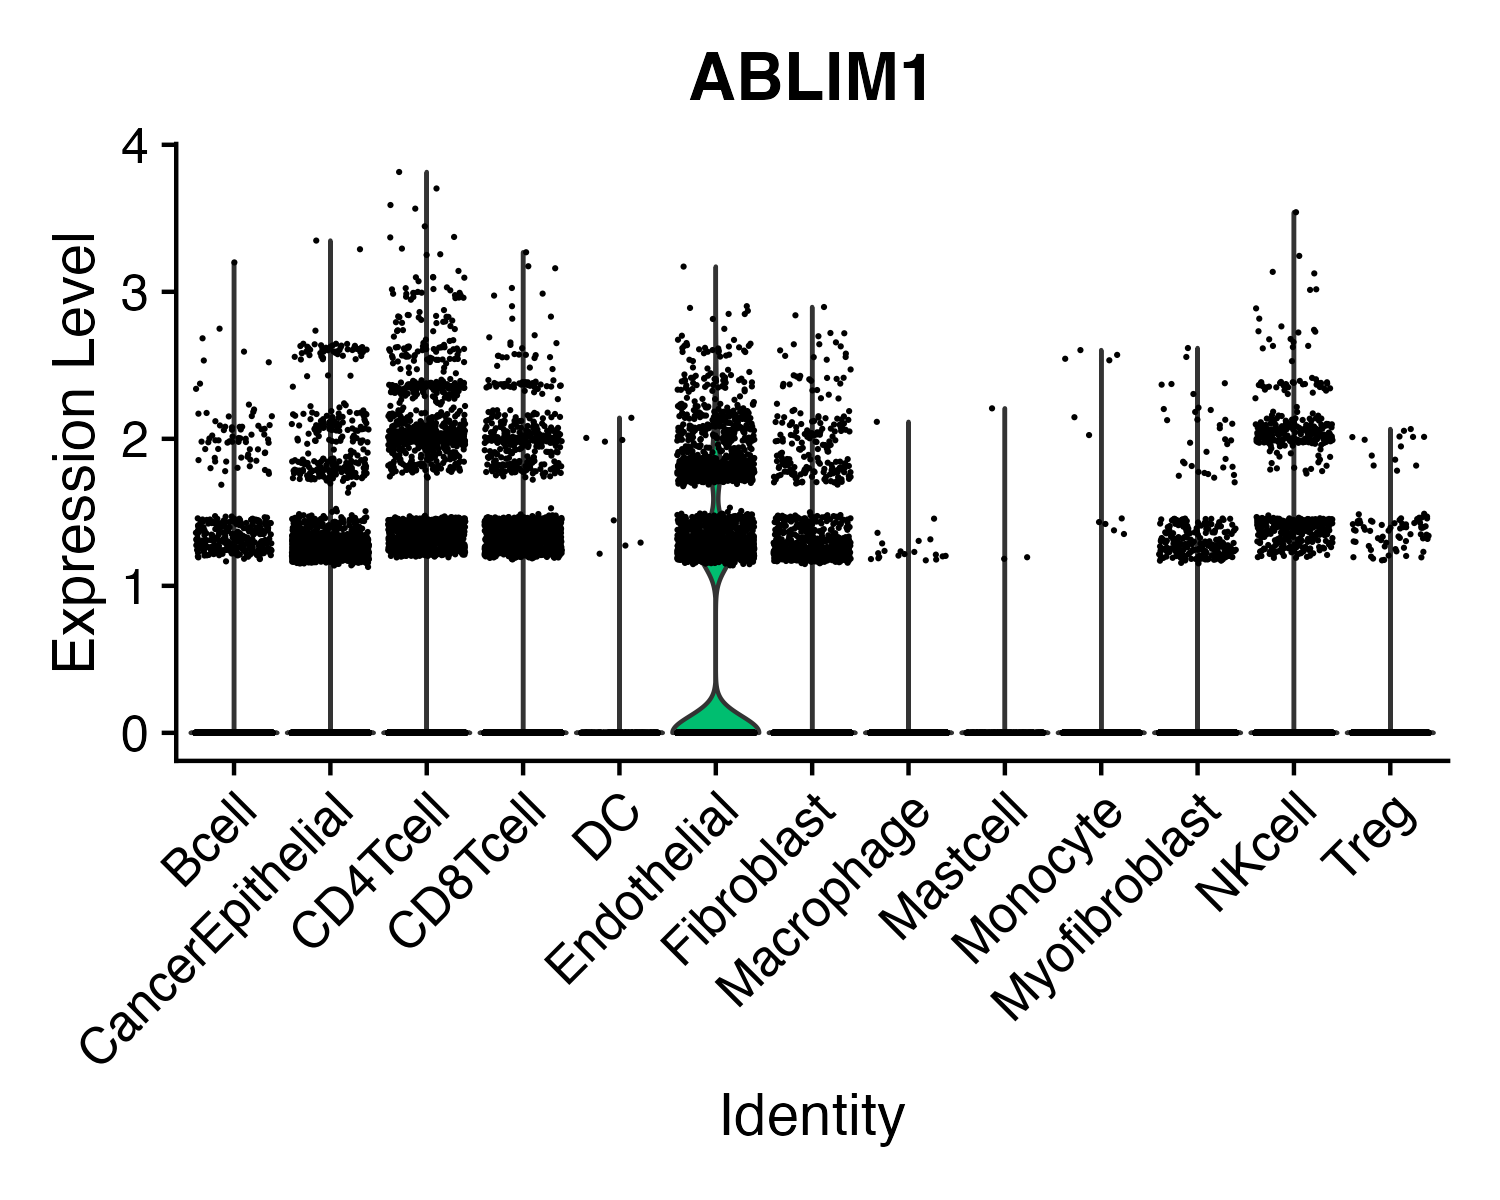 ABLIM1
Expression Level
4
3
2
1
0
Bcell
CancerEpithelial
CD4Tcell
CD8Tcell
DC
Endothelial
Fibroblast
Macrophage
Mastcell
Monocyte
Myofibroblast
NKcell
Treg
Identity